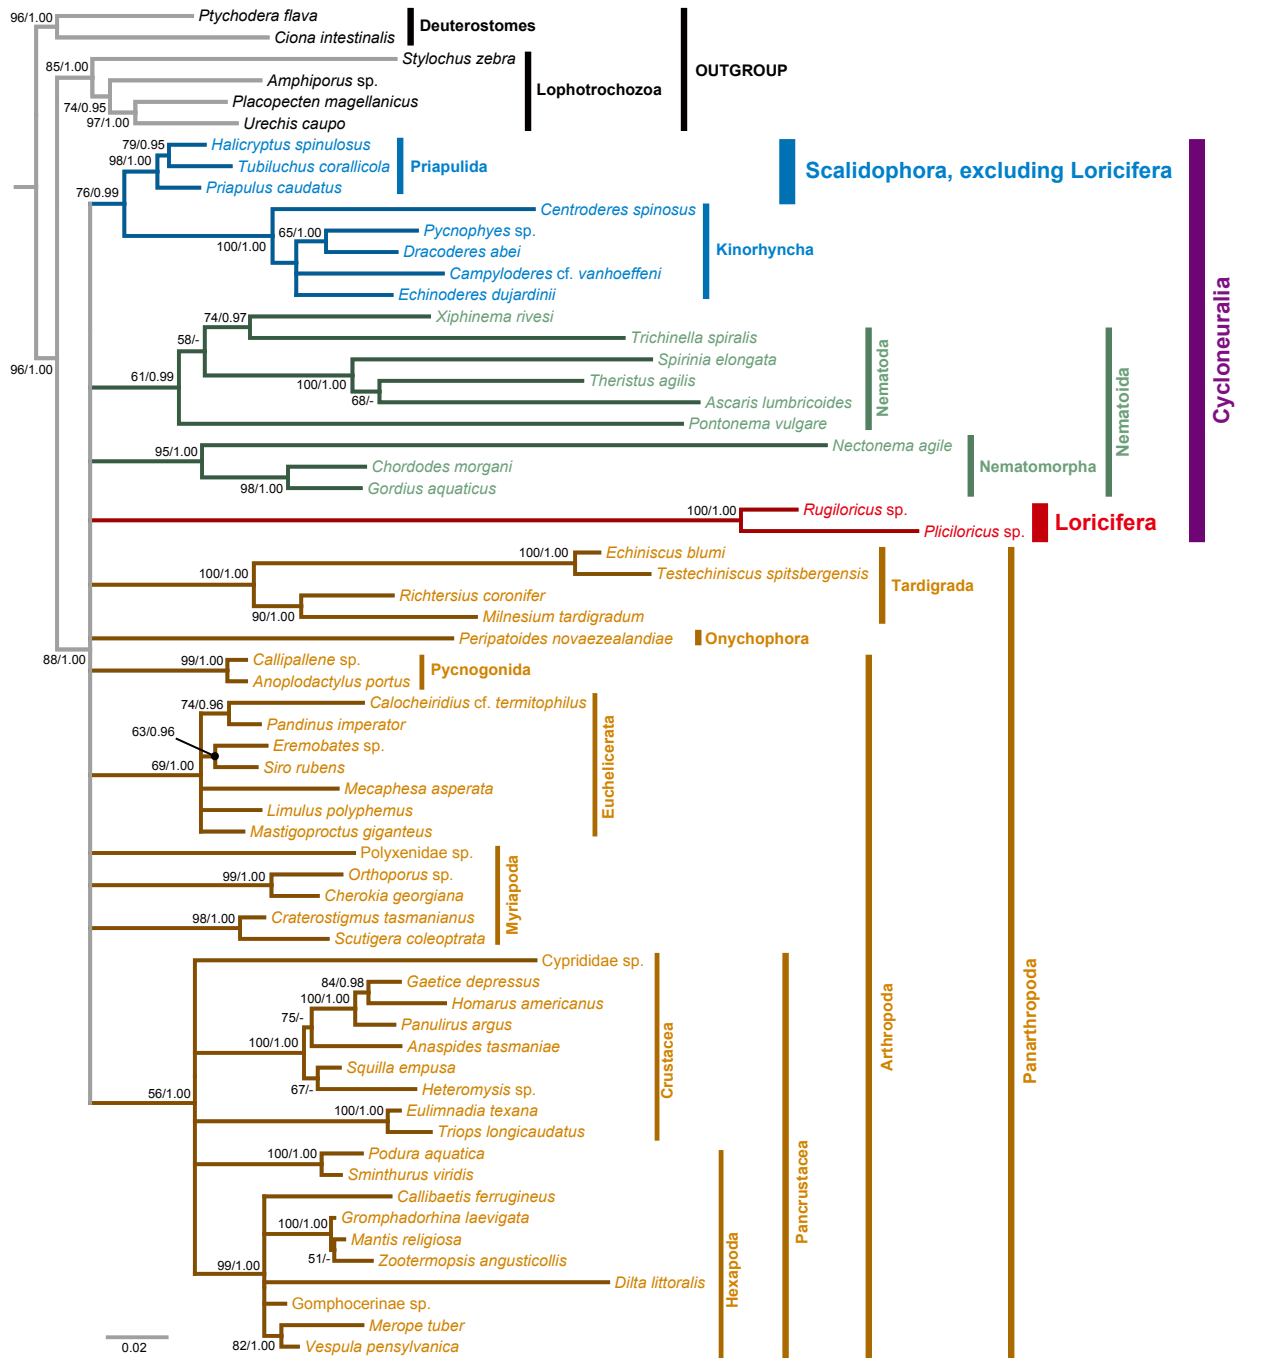 Ptychodera flava
96/1.00
Deuterostomes
Ciona intestinalis
Stylochus zebra
85/1.00
OUTGROUP
Amphiporus sp.
Lophotrochozoa
Placopecten magellanicus
74/0.95
97/1.00
Urechis caupo
79/0.95
Halicryptus spinulosus
98/1.00
Tubiluchus corallicola
Priapulida
Scalidophora, excluding Loricifera
76/0.99
Priapulus caudatus
Centroderes spinosus
65/1.00
Pycnophyes sp.
100/1.00
Dracoderes abei
Kinorhyncha
Campyloderes cf. vanhoeffeni
Echinoderes dujardinii
Cycloneuralia
74/0.97
Xiphinema rivesi
58/-
Trichinella spiralis
Spirinia elongata
96/1.00
61/0.99
100/1.00
Theristus agilis
68/-
Ascaris lumbricoides
Nematoda
Nematoida
Pontonema vulgare
95/1.00
Nectonema agile
Chordodes morgani
Nematomorpha
98/1.00
Gordius aquaticus
100/1.00
Rugiloricus sp.
Loricifera
Pliciloricus sp.
100/1.00
Echiniscus blumi
100/1.00
Testechiniscus spitsbergensis
Tardigrada
Richtersius coronifer
90/1.00
Milnesium tardigradum
Peripatoides novaezealandiae
Onychophora
88/1.00
99/1.00
Callipallene sp.
Pycnogonida
Anoplodactylus portus
74/0.96
Calocheiridius cf. termitophilus
Pandinus imperator
63/0.96
Eremobates sp.
69/1.00
Siro rubens
Euchelicerata
Mecaphesa asperata
Limulus polyphemus
Mastigoproctus giganteus
Polyxenidae sp.
99/1.00
Orthoporus sp.
Cherokia georgiana
Myriapoda
98/1.00
Craterostigmus tasmanianus
Scutigera coleoptrata
Cyprididae sp.
84/0.98
Gaetice depressus
100/1.00
Homarus americanus
75/-
Panulirus argus
Arthropoda
Panarthropoda
100/1.00
Anaspides tasmaniae
Squilla empusa
Crustacea
67/-
Heteromysis sp.
56/1.00
100/1.00
Eulimnadia texana
Triops longicaudatus
100/1.00
Podura aquatica
Sminthurus viridis
Pancrustacea
Callibaetis ferrugineus
100/1.00
Gromphadorhina laevigata
Mantis religiosa
51/-
Zootermopsis angusticollis
99/1.00
Dilta littoralis
Hexapoda
Gomphocerinae sp.
Merope tuber
82/1.00
Vespula pensylvanica
0.02